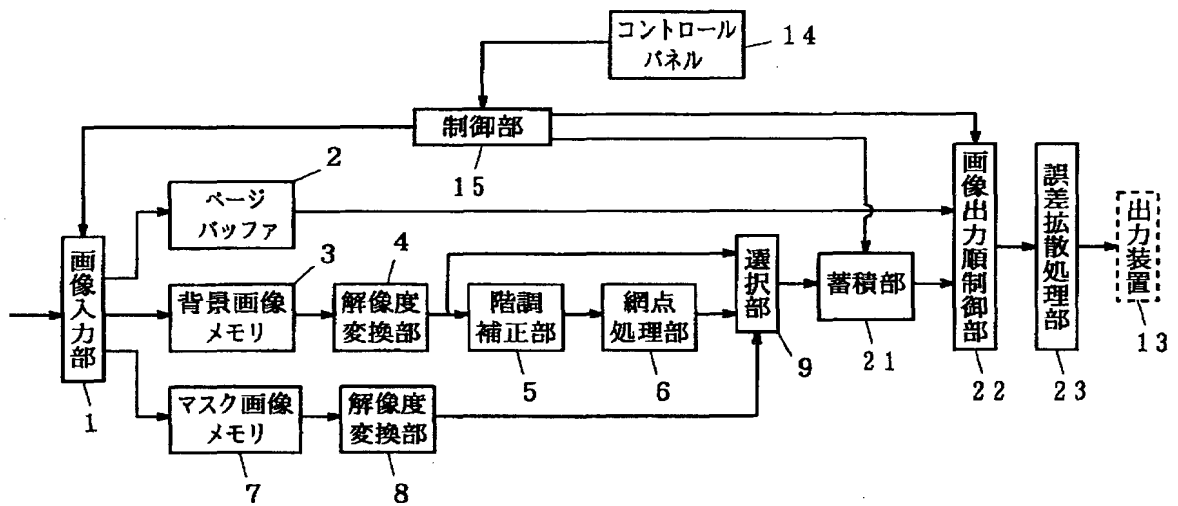 コントロール
パネル
14
制御部
15
2
ページ
バッファ
画像入力部
1
3
背景画像
メモリ
4
解像度
変換部
階調
補正部
5
網点
処理部
6
選択部
9
蓄積部
21
画像出力順制御部
22
誤差拡散処理部
23
出力装置
13
マスク画像
メモリ
7
解像度
変換部
8